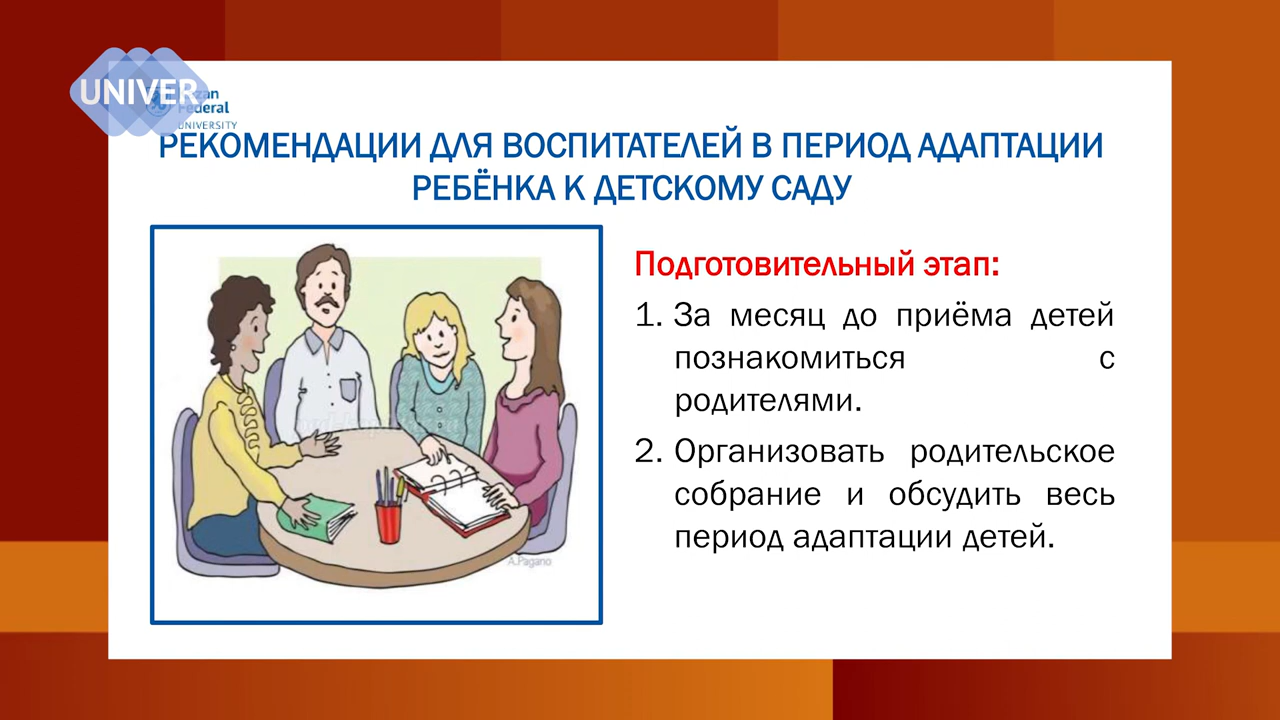 UNIVER
Federal
UNIVERSITY
РЕКОМЕНДАЦИИ ДЛЯ ВОСПИТАТЕЛЕЙ В ПЕРИОД АДАПТАЦИИ
РЕБЁНКА К ДЕТСКОМУ САДУ
Подготовительный этап:
1. За месяц до приёма детей
познакомиться с
родителями.
2. Организовать родительское
собрание и обсудить весь
период адаптации детей.
A.Pagano